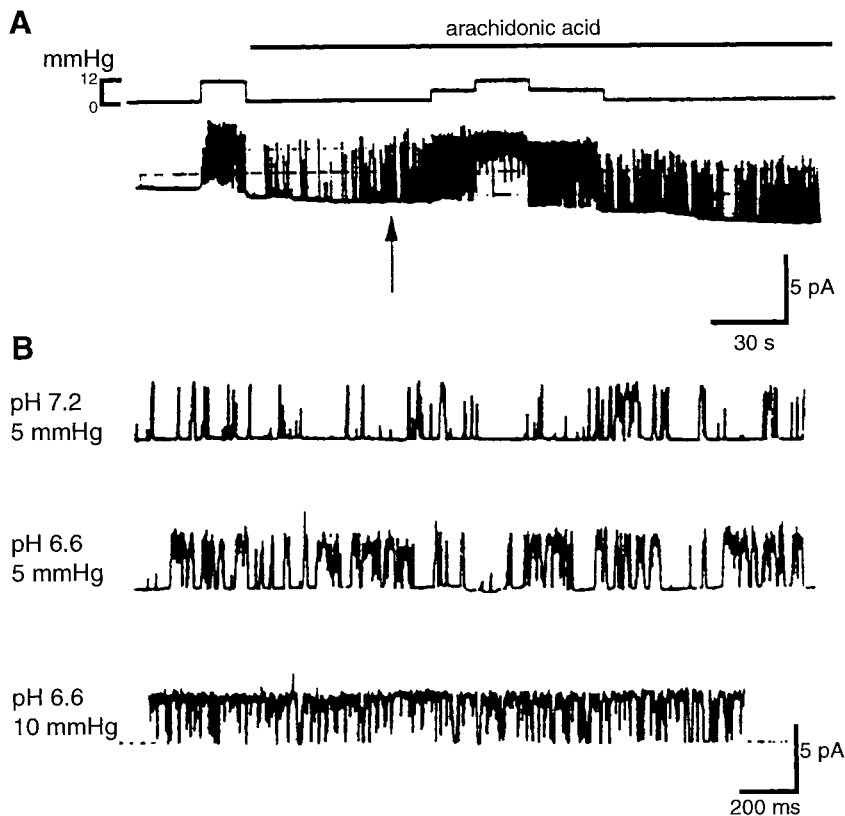 A
arachidonic acid
mmHg
12
0
5 pA
30 s
B
pH 7.2
5 mmHg
pH 6.6
5 mmHg
pH 6.6
10 mmHg
5 pA
200 ms